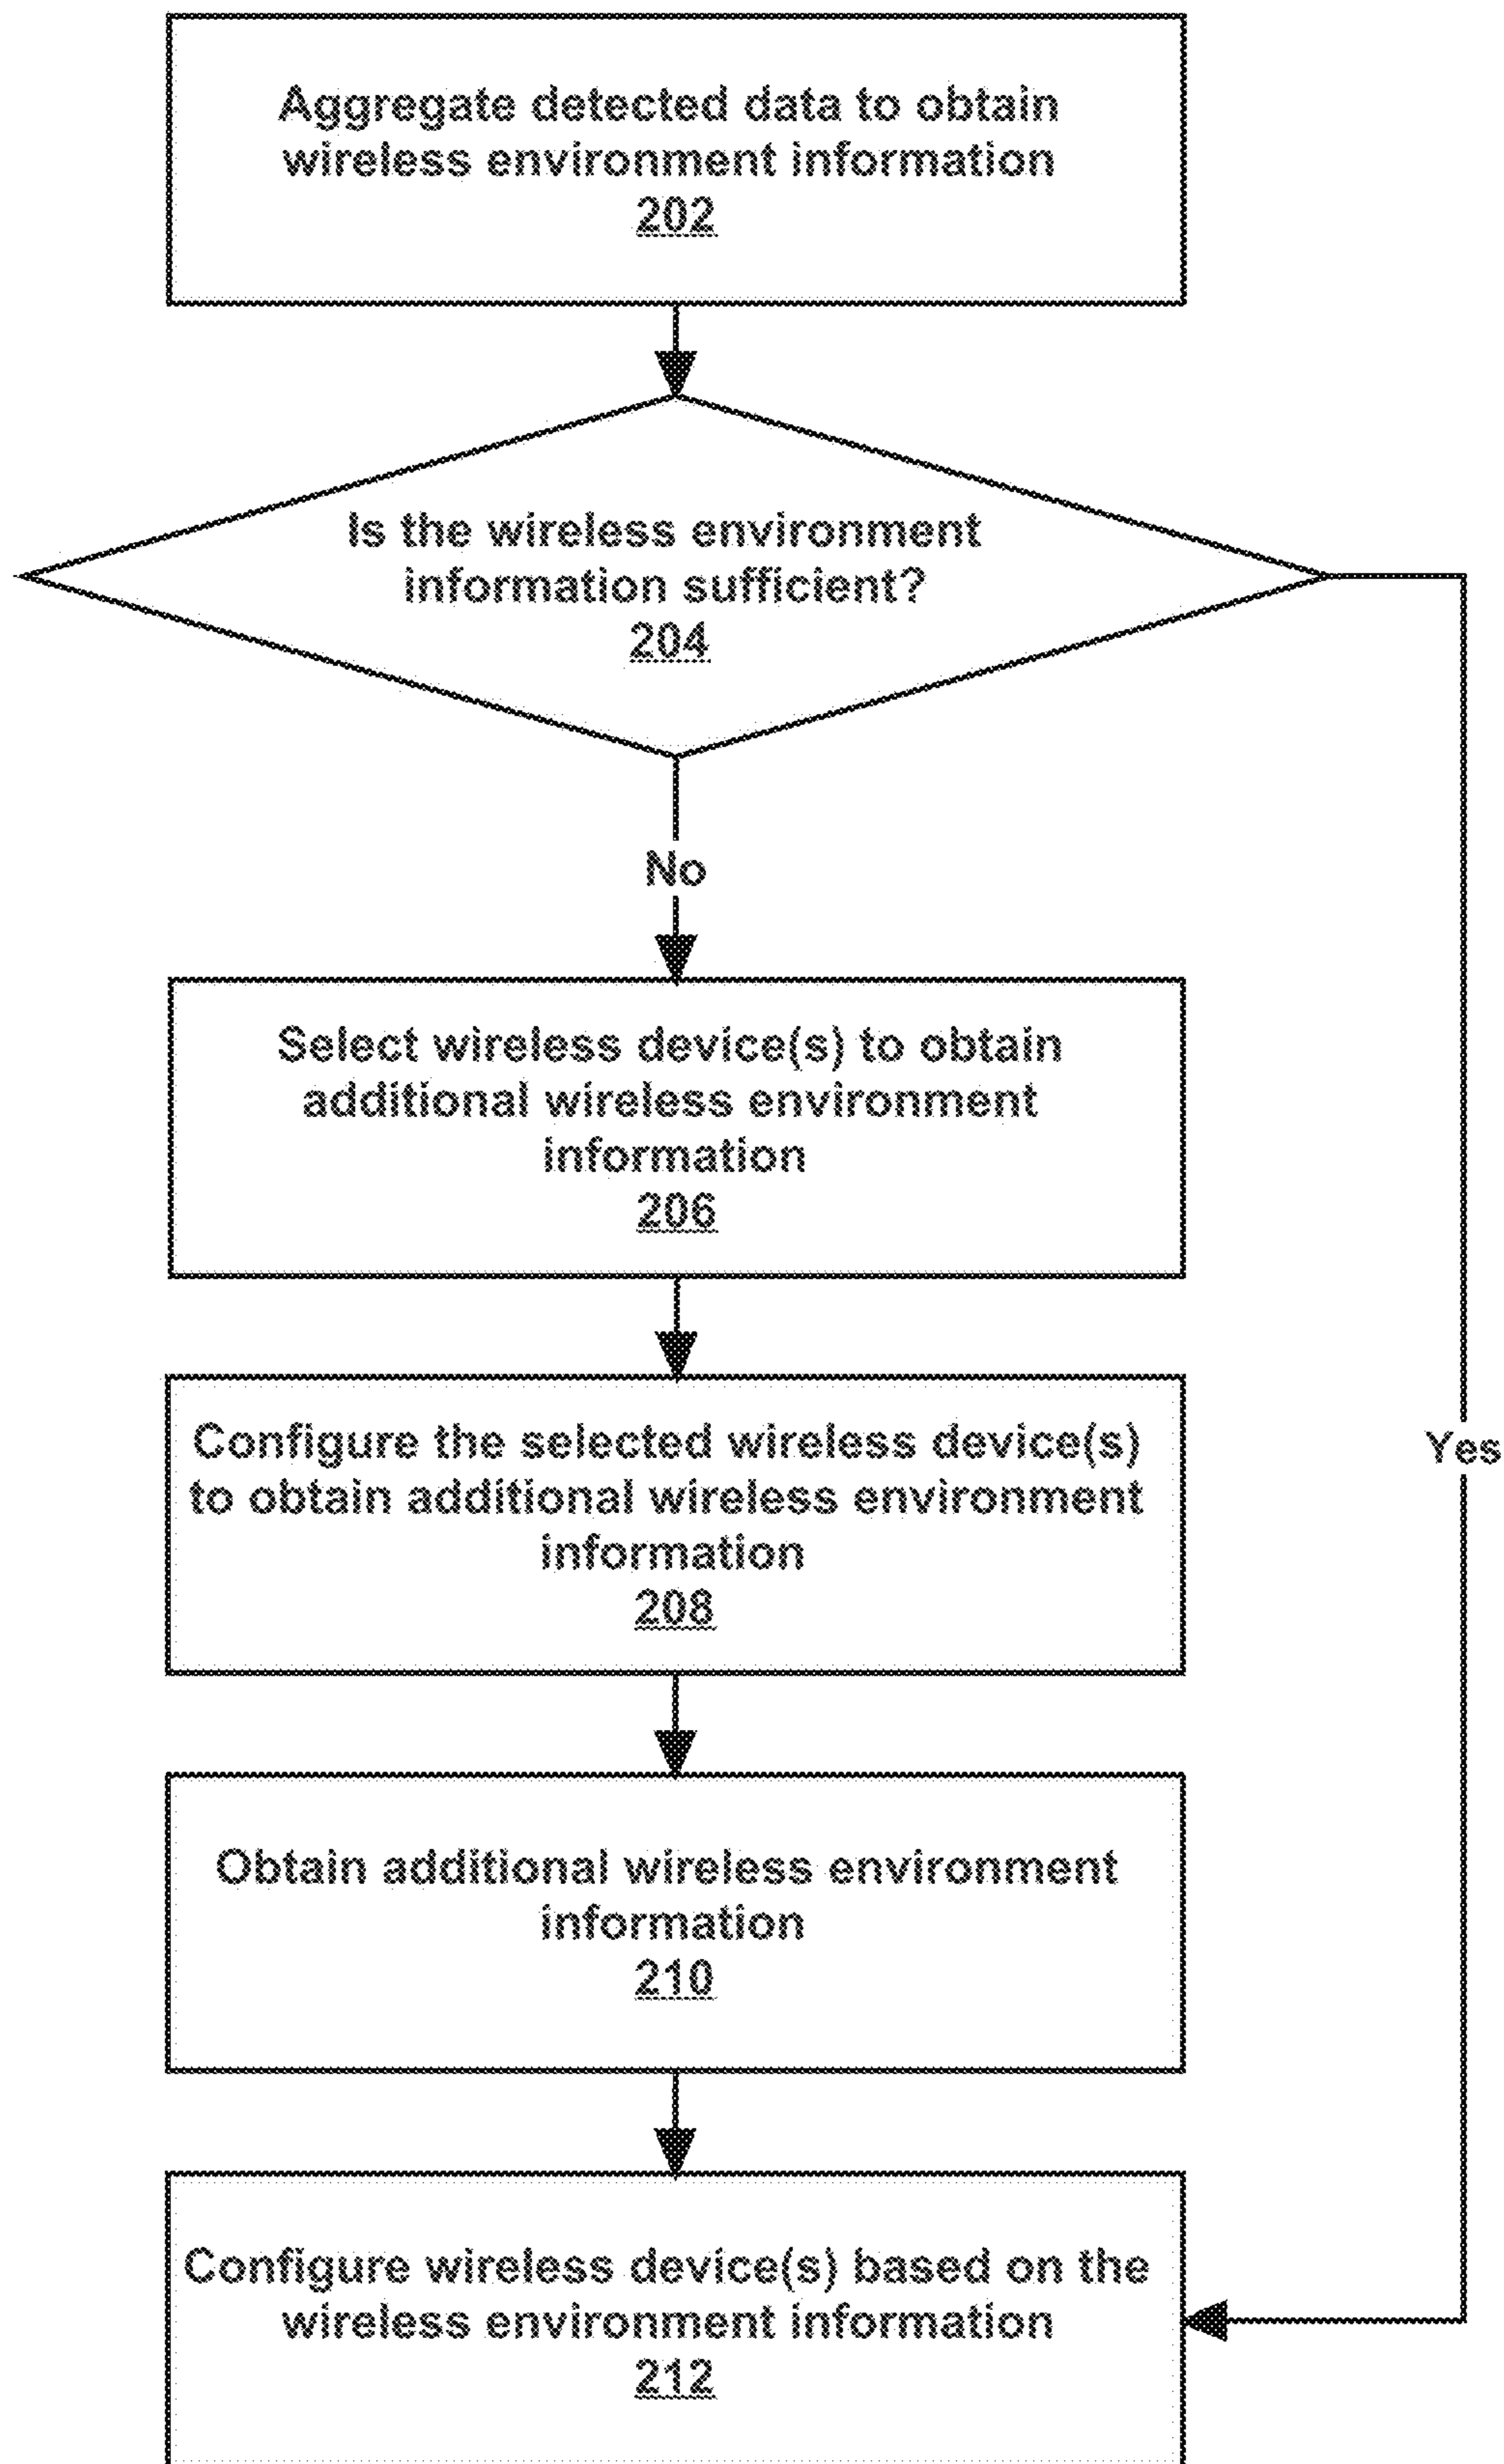 Aggregate detected data to obtain
wireless environment information
202
Is the wireless environment
information sufficient?
204
No
Select wireless device(s) to obtain
additional wireless environment
information
206
Configure the selected wireless device(s)
to obtain additional wireless environment
information
208
Yes
Obtain additional wireless environment
information
210
Configure wireless device(s) based on the
wireless environment information
212